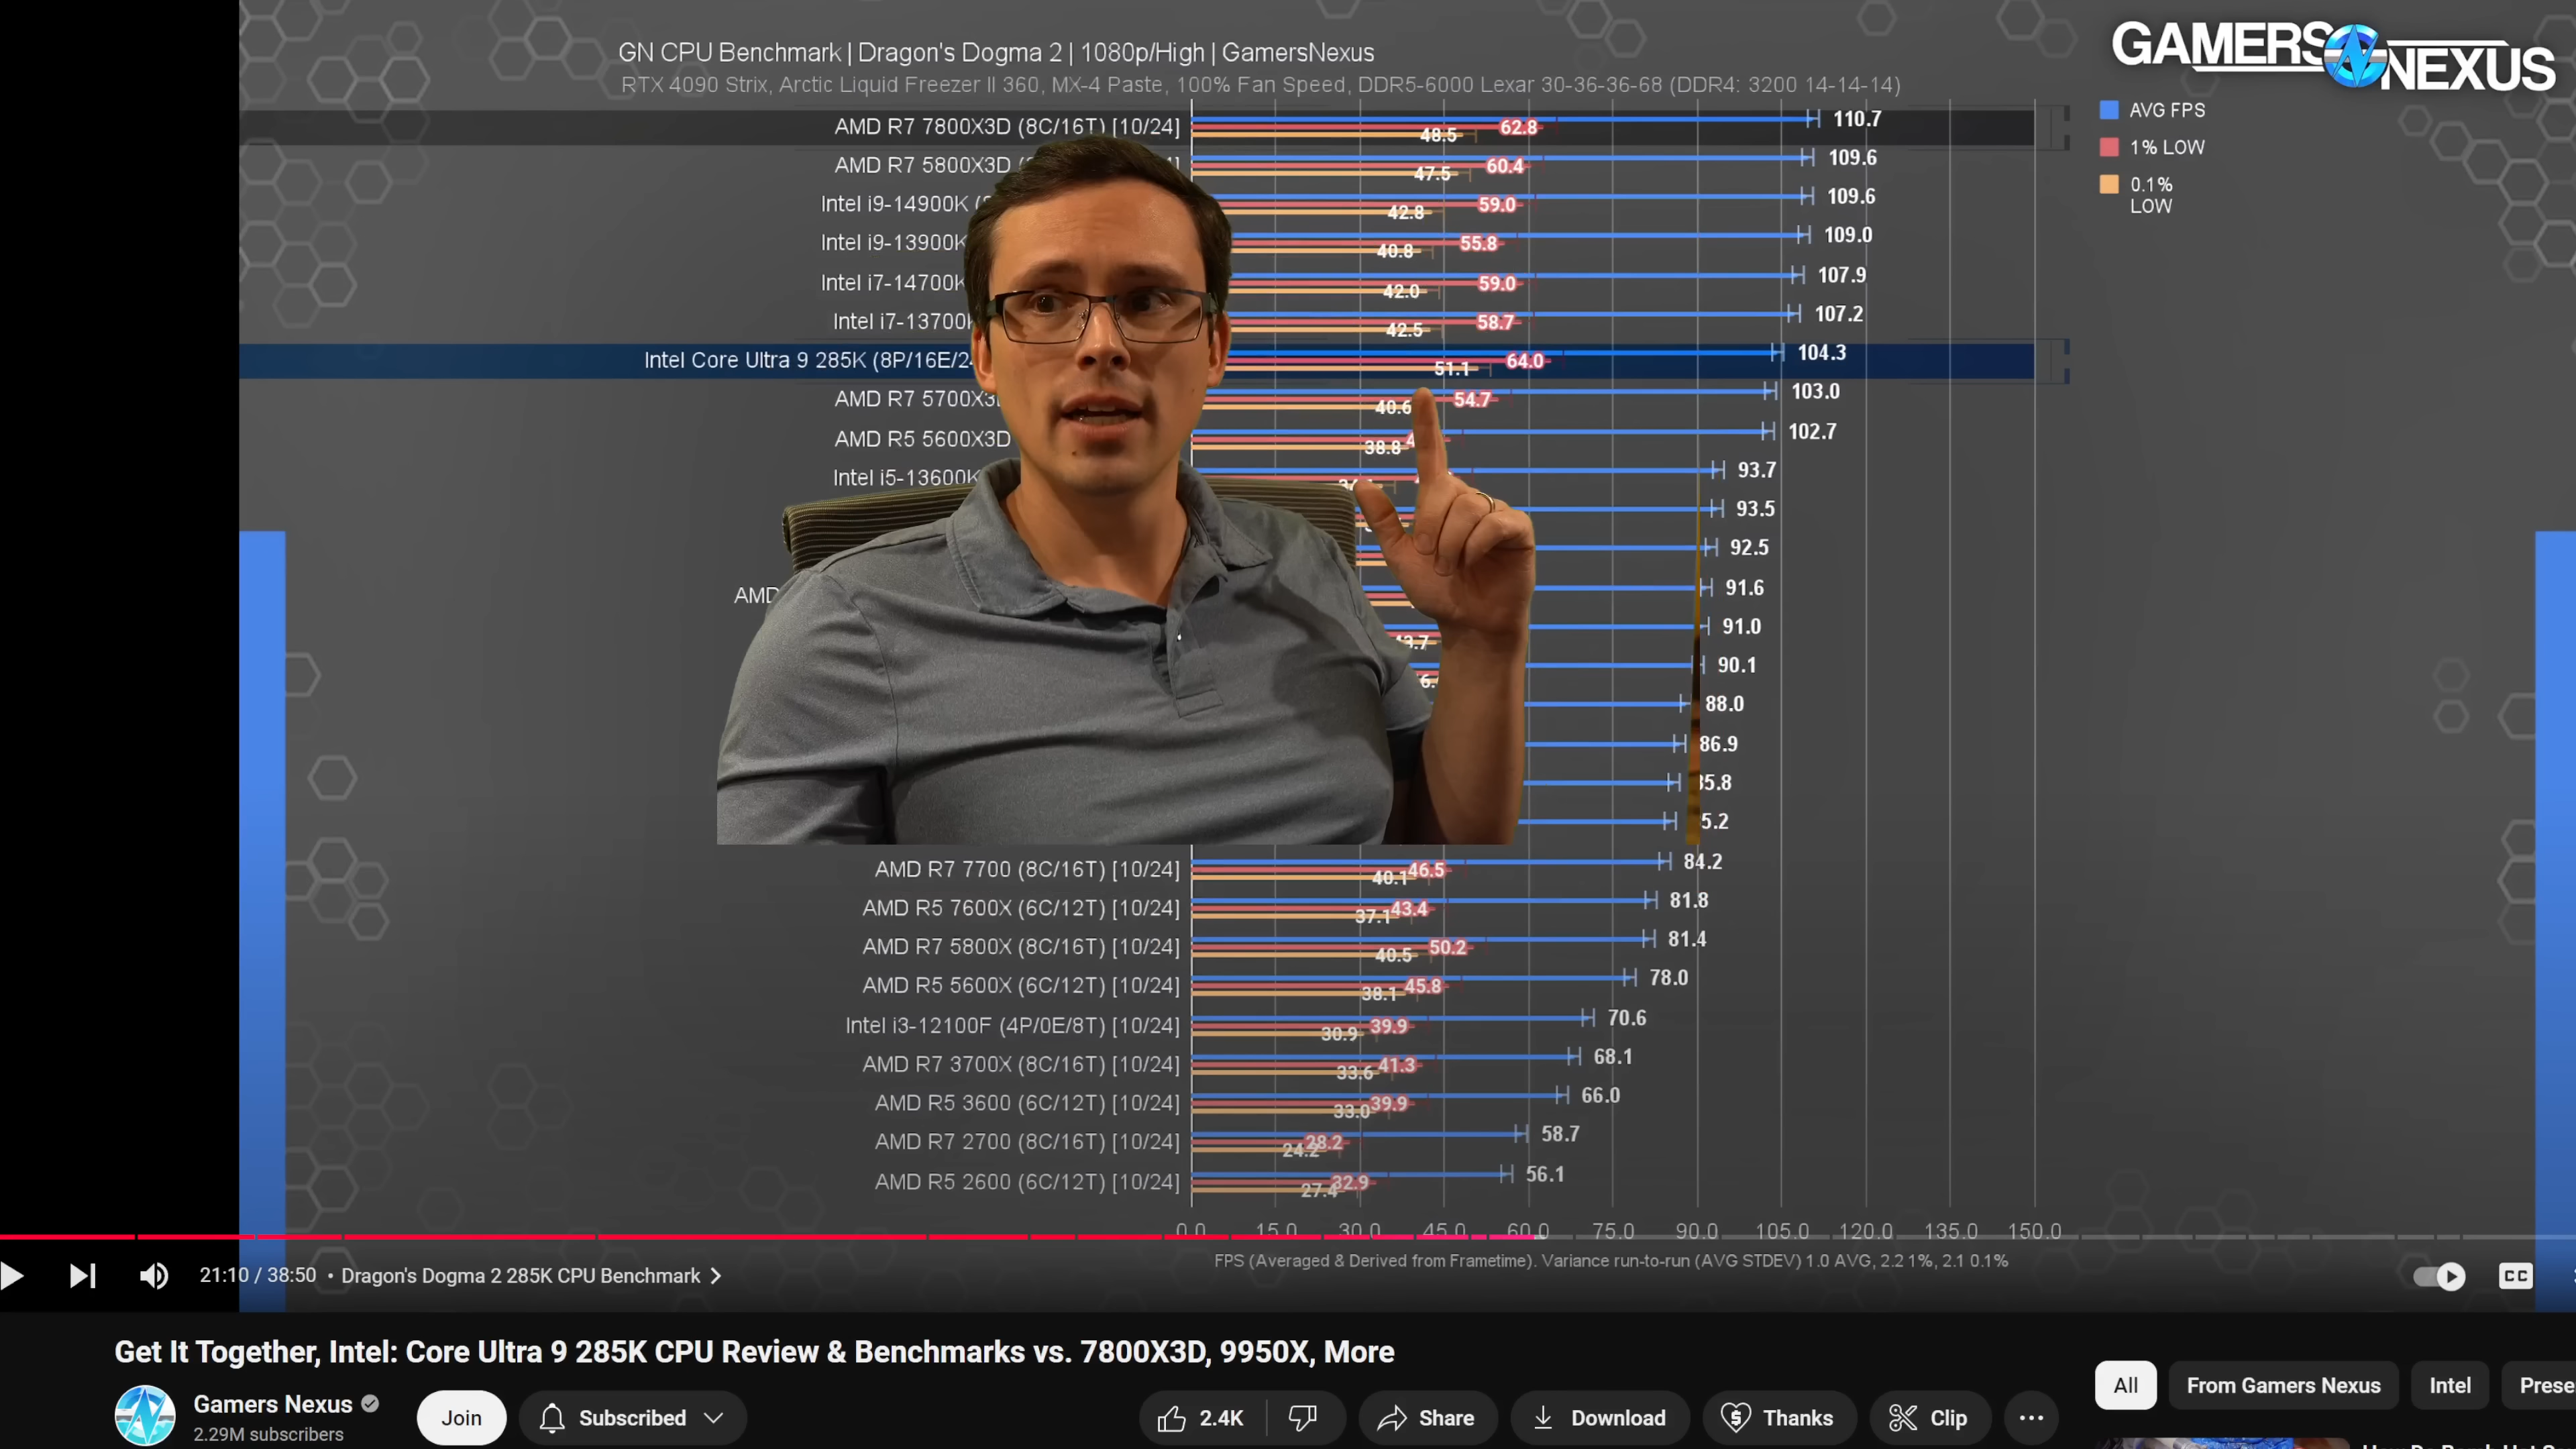 GAMERS NEXUS
GN CPU Benchmark | Dragon's Dogma 2 | 1080p/High | GamersNexus
RTX 4090 Strix, Arctic Liquid Freezer II 360, MX-4 Paste, 100% Fan Speed, DDR5-6000 Lexar 30-36-36-68 (DDR4: 3200 14-14-14)
AVG FPS
1% LOW
0.1%
LOW
AMD R7 7800X3D (8C/16T) [10/24] 48.5 62.8 110.7
AMD R7 5800X3D 47.5 60.4 109.6
Intel i9-14900K 42.8 59.0 109.6
Intel i9-13900K 40.8 55.8 109.0
Intel i7-14700K 42.0 59.0 107.9
Intel i7-13700K 42.5 58.7 107.2
Intel Core Ultra 9 285K (8P/16E/2 51.1 64.0 104.3
AMD R7 5700X3 40.6 54.7 103.0
AMD R5 5600X3D 38.8 102.7
Intel i5-13600K 93.7
93.5
92.5
AMD 91.6
91.0
90.1
88.0
86.9
84.2
AMD R7 7700 (8C/16T) [10/24] 40.1 46.5
AMD R5 7600X (6C/12T) [10/24] 37.1 43.4 81.8
AMD R7 5800X (8C/16T) [10/24] 40.5 50.2 81.4
AMD R5 5600X (6C/12T) [10/24] 38.1 45.8 78.0
Intel i3-12100F (4P/0E/8T) [10/24] 30.9 39.9 70.6
AMD R7 3700X (8C/16T) [10/24] 33.6 41.3 68.1
AMD R5 3600 (6C/12T) [10/24] 33.0 39.9 66.0
AMD R7 2700 (8C/16T) [10/24] 24.2 28.2 58.7
AMD R5 2600 (6C/12T) [10/24] 27.4 32.9 56.1
0.0 15.0 30.0 45.0 60.0 75.0 90.0 105.0 120.0 135.0 150.0
FPS (Averaged & Derived from Frametime). Variance run-to-run (AVG STDEV) 1.0 AVG, 2.2 1%, 2.1 0.1%
21:10 / 38:50 • Dragon's Dogma 2 285K CPU Benchmark
CC
Get It Together, Intel: Core Ultra 9 285K CPU Review & Benchmarks vs. 7800X3D, 9950X, More
Gamers Nexus
2.29M subscribers
Join
Subscribed
2.4K
Share
Download
Thanks
Clip
All
From Gamers Nexus
Intel
Prese